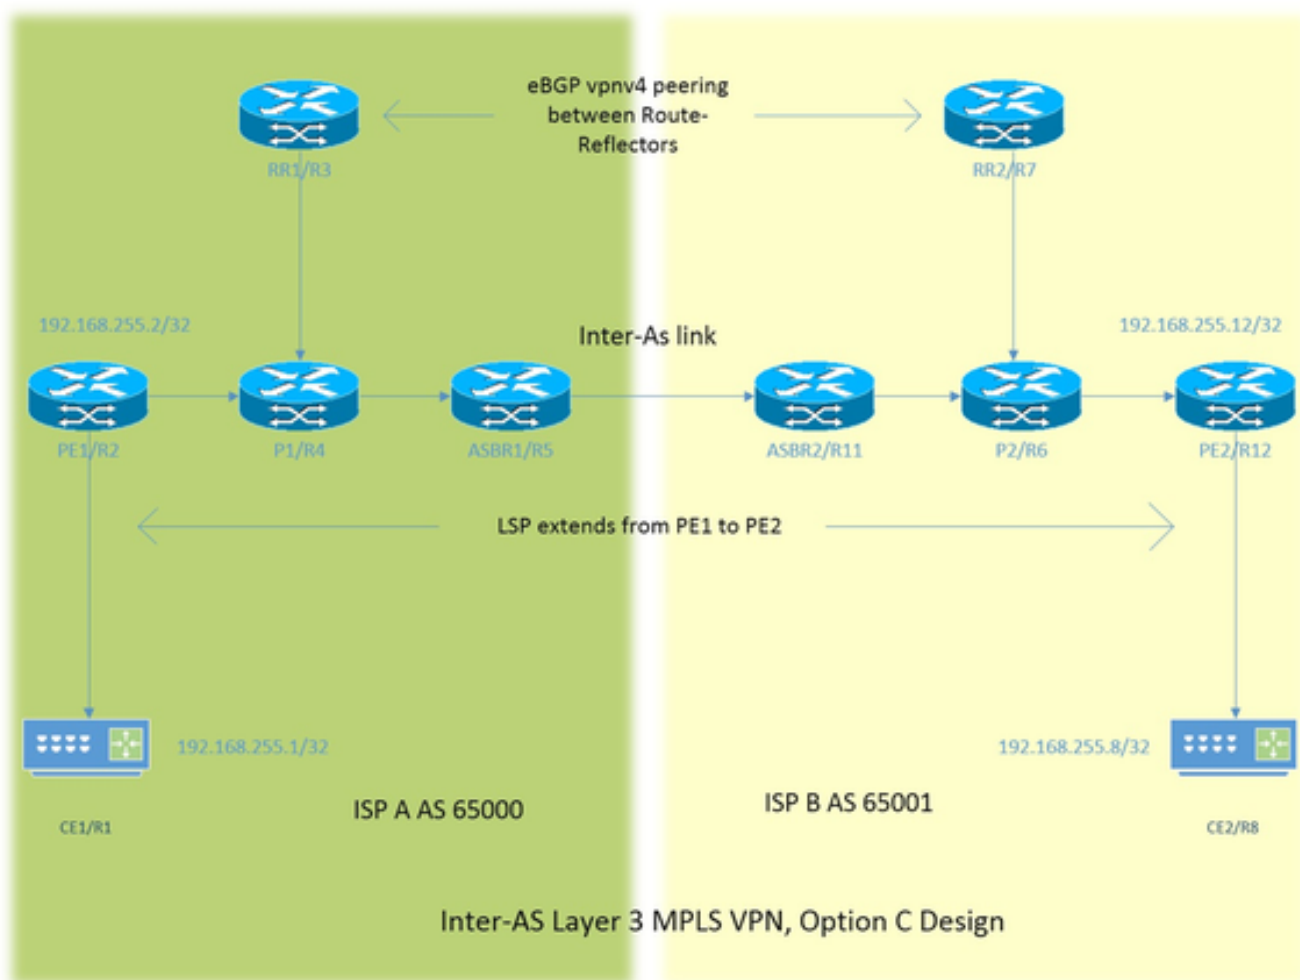 eBGP vpnv4 peering
between Route-
Reflectors
RR1/R3
RR2/R7
192.168.255.2/32
Inter-As link
192.168.255.12/32
PE1/R2
P1/R4
ASBR1/R5
ASBR2/R11
P2/R6
PE2/R12
LSP extends from PE1 to PE2
192.168.255.1/32
192.168.255.8/32
ISP A AS 65000
ISP B AS 65001
CE1/R1
CE2/R8
Inter-AS Layer 3 MPLS VPN, Option C Design